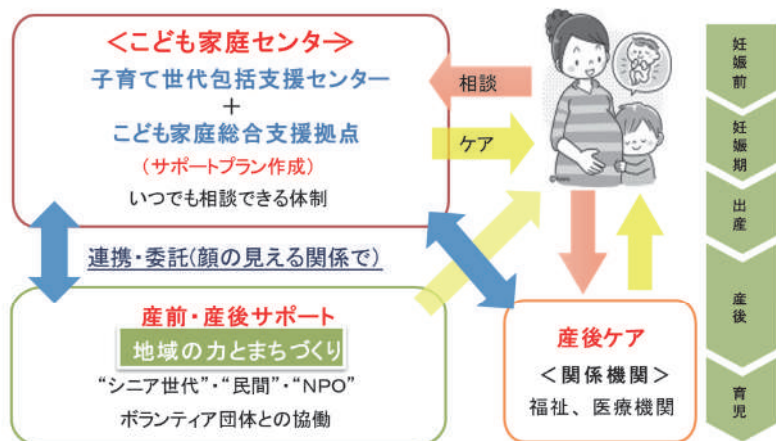 <こども家庭センター>
子育て世代包括支援センター
+
こども家庭総合支援拠点
(サポートプラン作成)
いつでも相談できる体制
相談
ケア
連携・委託(顔の見える関係で)
産前・産後サポート
地域の力とまちづくり
“シニア世代”・“民間”・“NPO”
ボランティア団体との協働
産後ケア
<関係機関>
福祉、医療機関
妊娠前
妊娠期
出産
産後
育児